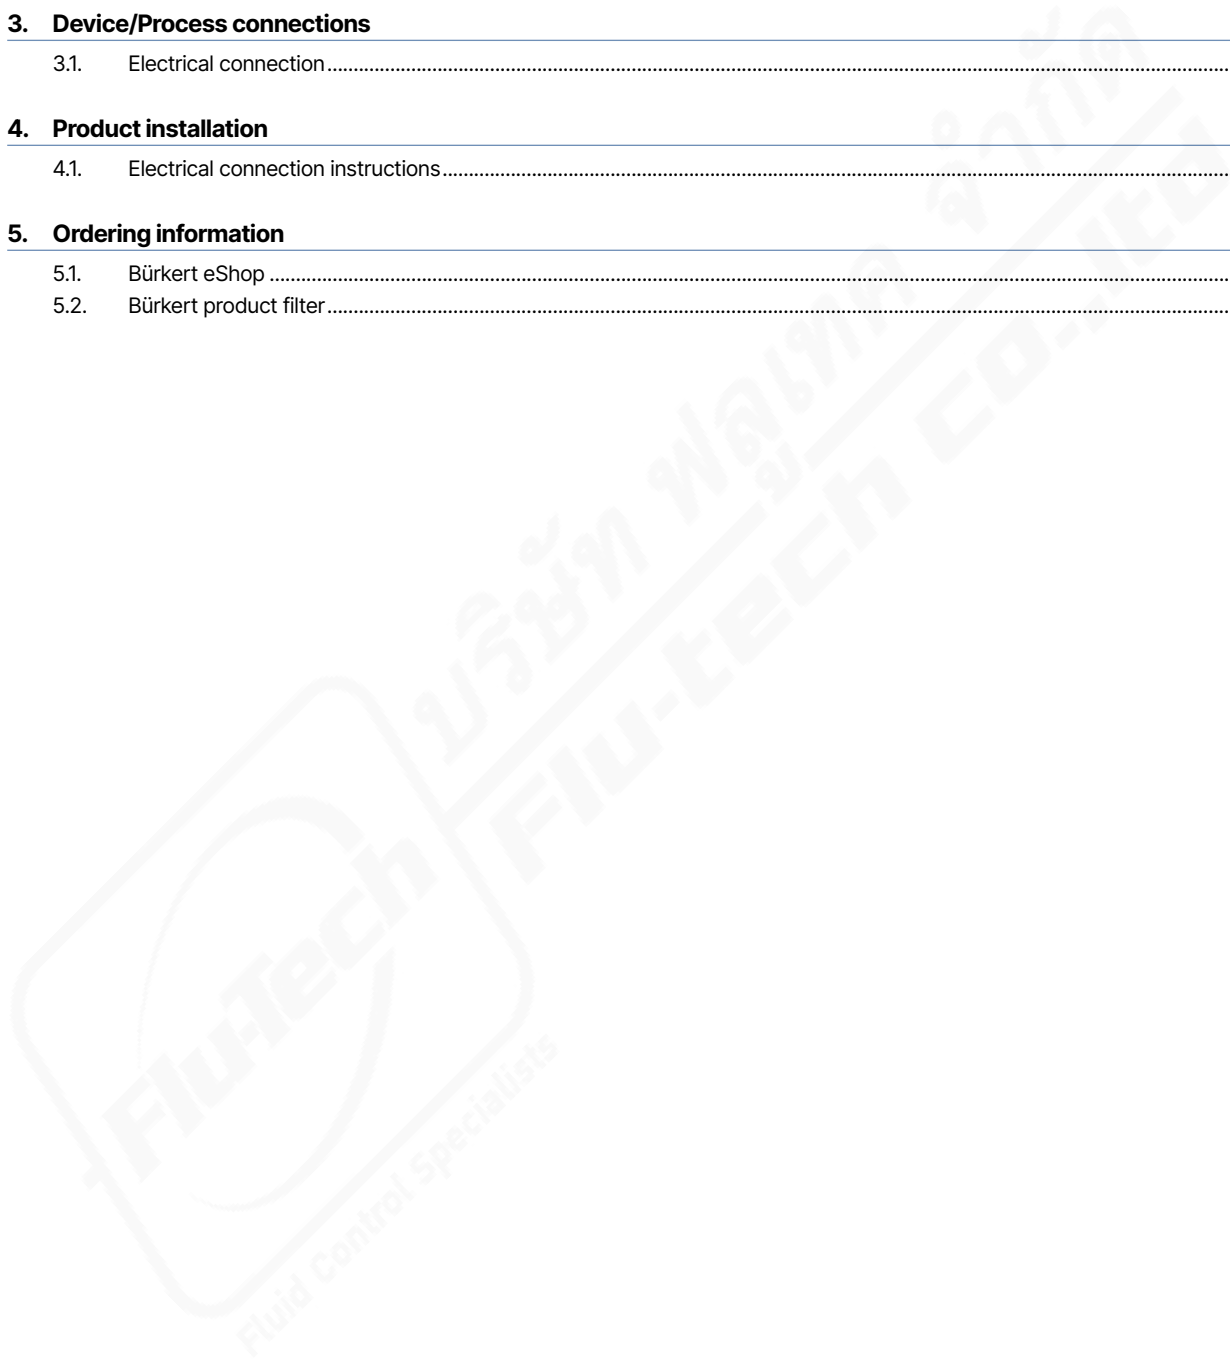 3. Device/Process connections
3.1. Electrical connection
4. Product installation
4.1. Electrical connection instructions
5. Ordering information
5.1. Bürkert eShop
5.2. Bürkert product filter
บริษัท ฟลูเทค จำกัด
Flu-tech co.,ltd
Flu-Tech
Fluid Control Specialists